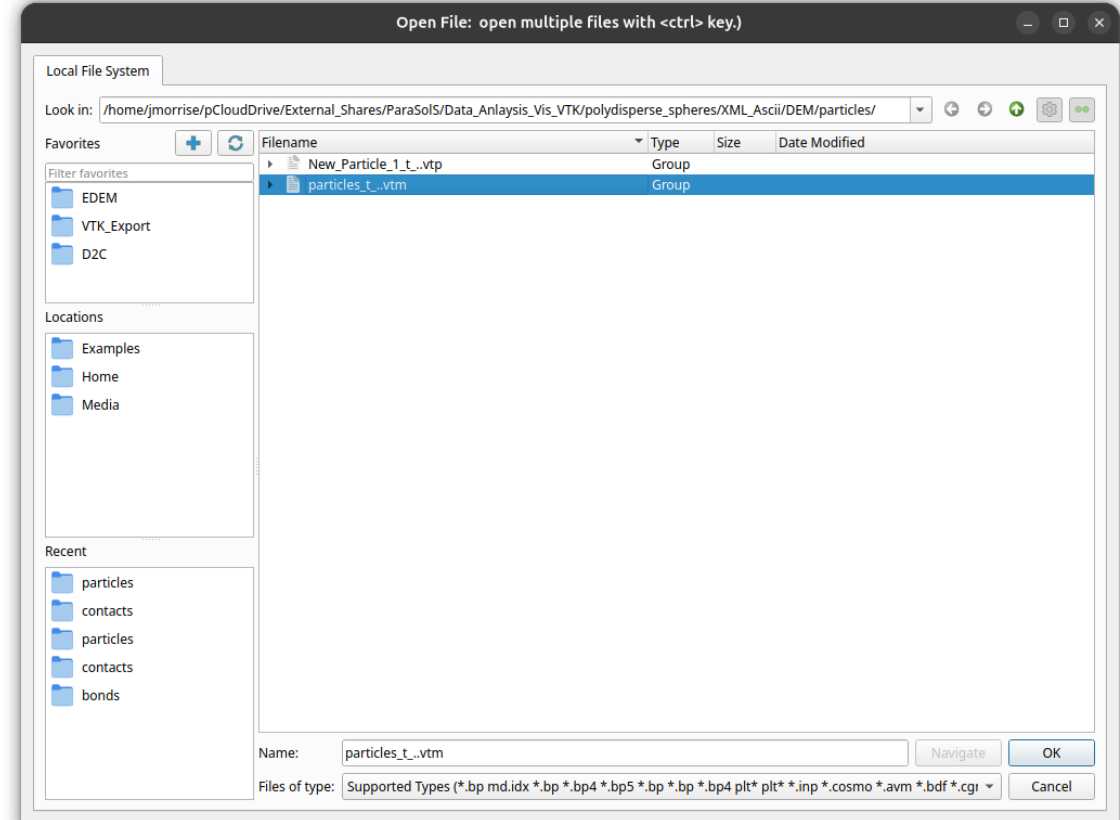 Open File:  open multiple files with <ctrl> key.)
Local File System
Look in: /home/jmorrise/pCloudDrive/External_Shares/ParaSolS/Data_Anlaysis_Vis_VTK/polydisperse_spheres/XML_Ascii/DEM/particles/
Favorites
Filter favorites
EDEM
VTK_Export
D2C
Locations
Examples
Home
Media
Recent
particles
contacts
particles
contacts
bonds
Filename Type Size Date Modified
New_Particle_1_t_..vtp Group
particles_t_..vtm Group
Name: particles_t_..vtm Navigate OK
Files of type: Supported Types (*.bp md.idx *.bp *.bp4 *.bp5 *.bp *.bp *.bp4 plt* plt* *.inp *.cosmo *.avm *.bdf *.cgr Cancel